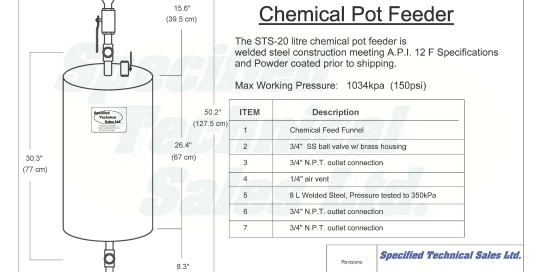 Chemical Pot Feeder
The STS-20 litre chemical pot feeder is
welded steel construction meeting A.P.I. 12 F Specifications
and Powder coated prior to shipping.
Max Working Pressure: 1034kpa (150psi)
ITEM Description
1 Chemical Feed Funnel
2 3/4" SS ball valve w/ brass housing
3 3/4" N.P.T. outlet connection
4 1/4" air vent
5 8 L Welded Steel, Pressure tested to 350kPa
6 3/4" N.P.T. outlet connection
7 3/4" N.P.T. outlet connection
15.6"
(39.5 cm)
50.2"
(127.5 cm)
26.4"
(67 cm)
30.3"
(77 cm)
8.3"
Specified
Technical
Sales Ltd.
Specified
Technical
Sales Ltd.
Revisions
Specified Technical Sales Ltd.